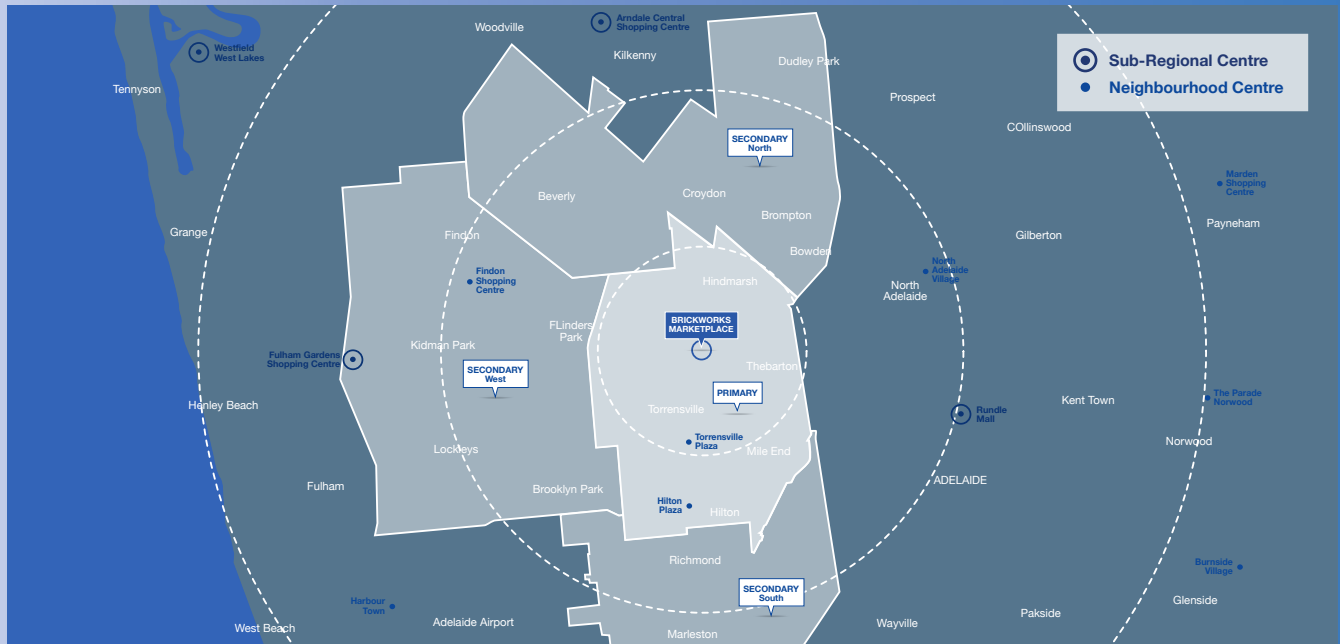 Woodville
Arndale Central
Shopping Centre
Kilkenny
Westfield
West Lakes
Dudley Park
Sub-Regional Centre
Neighbourhood Centre
Tennyson
Prospect
COllinswood
SECONDARY
North
Marden
Shopping
Centre
Beverly
Croydon
Brompton
Payneham
Grange
Findon
Gilberton
Bowden
Findon
Shopping
Centre
Hindmarsh
North
Adelaide
Village
North
Adelaide
FLinders
Park
BRICKWORKS
MARKETPLACE
Kidman Park
Fulham Gardens
Shopping Centre
SECONDARY
West
Thebarton
PRIMARY
Henley Beach
Torrensville
Rundle
Mall
Kent Town
The Parade
Norwood
Norwood
Torrensville
Plaza
Lockleys
Mile End
ADELAIDE
Fulham
Brooklyn Park
Hilton
Plaza
Hilton
Richmond
Burnside
Village
SECONDARY
South
Harbour
Town
Glenside
Pakside
West Beach
Adelaide Airport
Wayville
Marleston